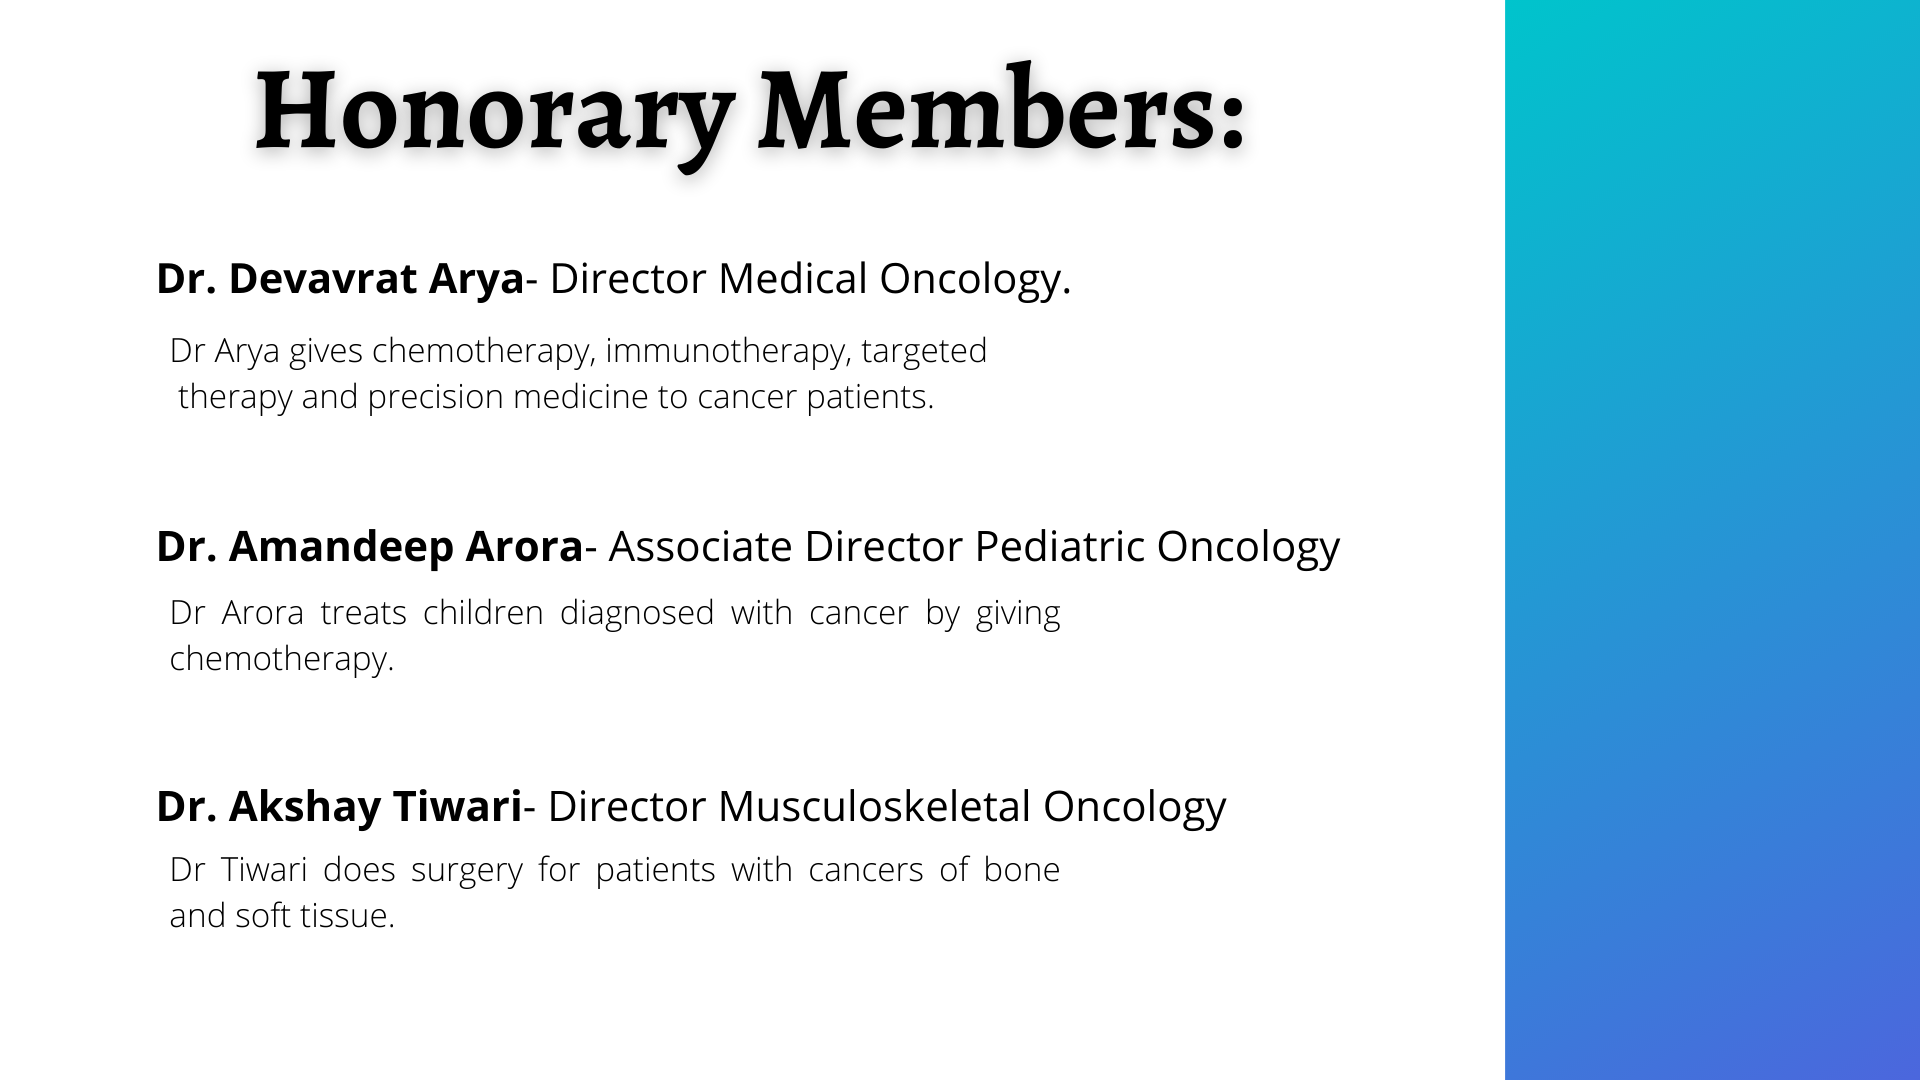 Honorary Members:
Dr. Devavrat Arya- Director Medical Oncology.
Dr Arya gives chemotherapy, immunotherapy, targeted
therapy and precision medicine to cancer patients.
Dr. Amandeep Arora- Associate Director Pediatric Oncology
Dr Arora treats children diagnosed with cancer by giving
chemotherapy.
Dr. Akshay Tiwari- Director Musculoskeletal Oncology
Dr Tiwari does surgery for patients with cancers of bone
and soft tissue.